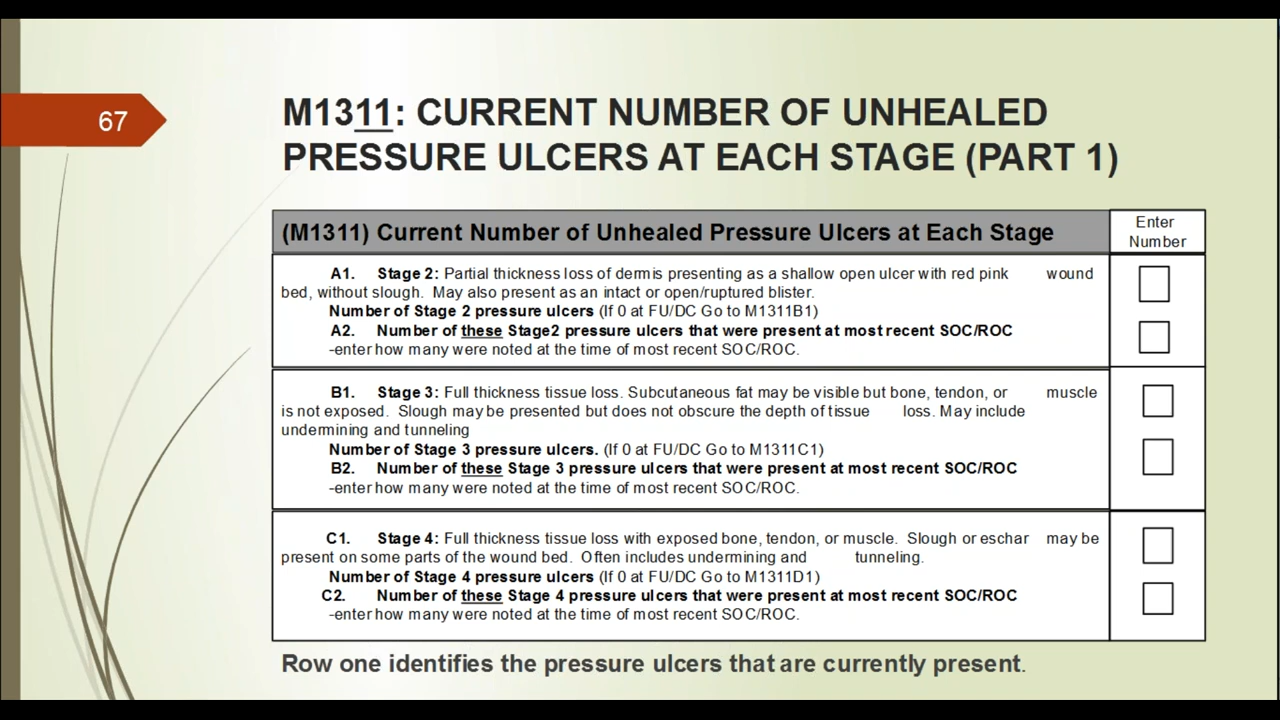 67
M1311: CURRENT NUMBER OF UNHEALED
PRESSURE ULCERS AT EACH STAGE (PART 1)
(M1311) Current Number of Unhealed Pressure Ulcers at Each Stage
Enter
Number
A1. Stage 2: Partial thickness loss of dermis presenting as a shallow open ulcer with red pink wound
bed, without slough. May also present as an intact or open/ruptured blister.
Number of Stage 2 pressure ulcers (If 0 at FU/DC Go to M1311B1)
A2. Number of these Stage2 pressure ulcers that were present at most recent SOC/ROC
-enter how many were noted at the time of most recent SOC/ROC.
B1. Stage 3: Full thickness tissue loss. Subcutaneous fat may be visible but bone, tendon, or muscle
is not exposed. Slough may be presented but does not obscure the depth of tissue loss. May include
undermining and tunneling
Number of Stage 3 pressure ulcers. (If 0 at FU/DC Go to M1311C1)
B2. Number of these Stage 3 pressure ulcers that were present at most recent SOC/ROC
-enter how many were noted at the time of most recent SOC/ROC.
C1. Stage 4: Full thickness tissue loss with exposed bone, tendon, or muscle. Slough or eschar may be
present on some parts of the wound bed. Often includes undermining and tunneling.
Number of Stage 4 pressure ulcers (If 0 at FU/DC Go to M1311D1)
C2. Number of these Stage 4 pressure ulcers that were present at most recent SOC/ROC
-enter how many were noted at the time of most recent SOC/ROC.
Row one identifies the pressure ulcers that are currently present.